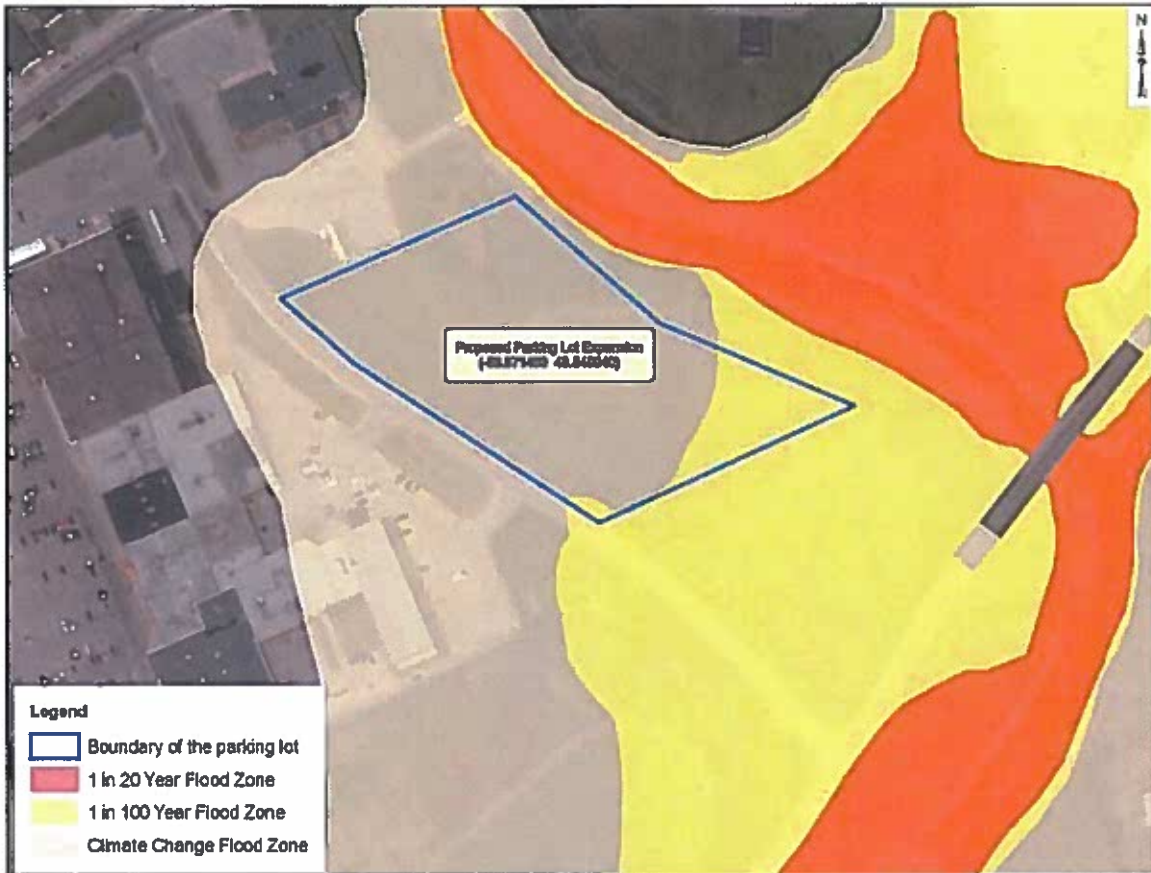 N
Proposed Parking Lot Expansion
Legend
Boundary of the parking lot
1 in 20 Year Flood Zone
1 in 100 Year Flood Zone
Climate Change Flood Zone